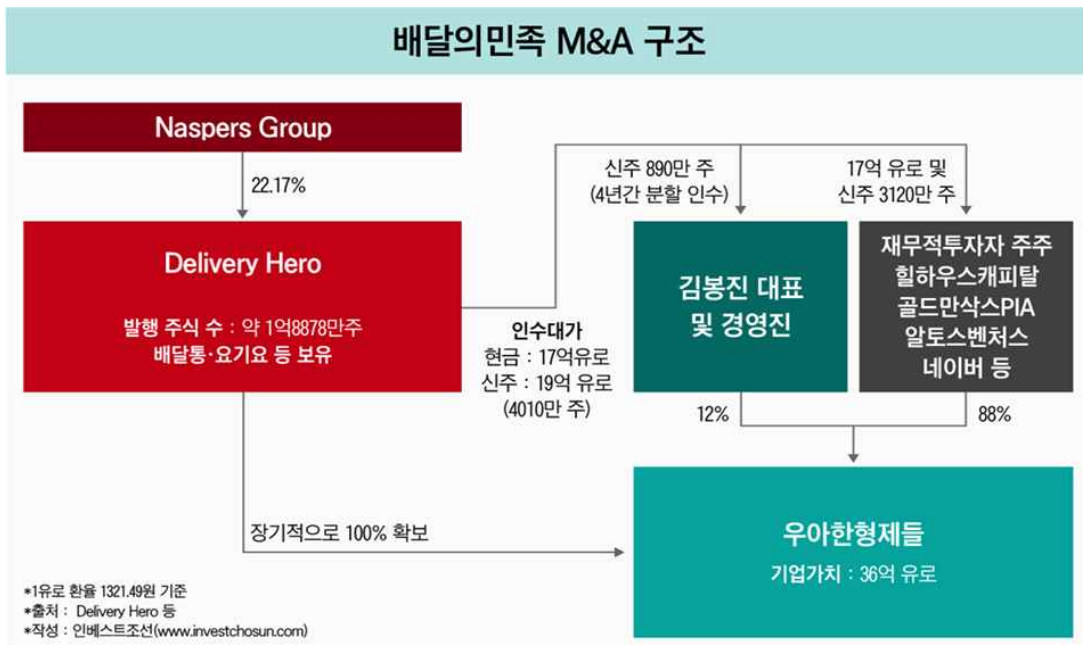 배달의민족 M&A 구조
Naspers Group
22.17%
Delivery Hero
발행 주식 수 : 약 1억8878만주
배달통·요기요 등 보유
인수대가
현금 : 17억유로
신주 : 19억 유로
(4010만 주)
신주 890만 주
(4년간 분할 인수)
17억 유로 및
신주 3120만 주
김봉진 대표
및 경영진
재무적투자자 주주
힐하우스캐피탈
골드만삭스PIA
알토스벤처스
네이버 등
12%
88%
장기적으로 100% 확보
우아한형제들
기업가치 : 36억 유로
*1유로 환율 1321.49원 기준
*출처 : Delivery Hero 등
*작성 : 인베스트조선(www.investchosun.com)